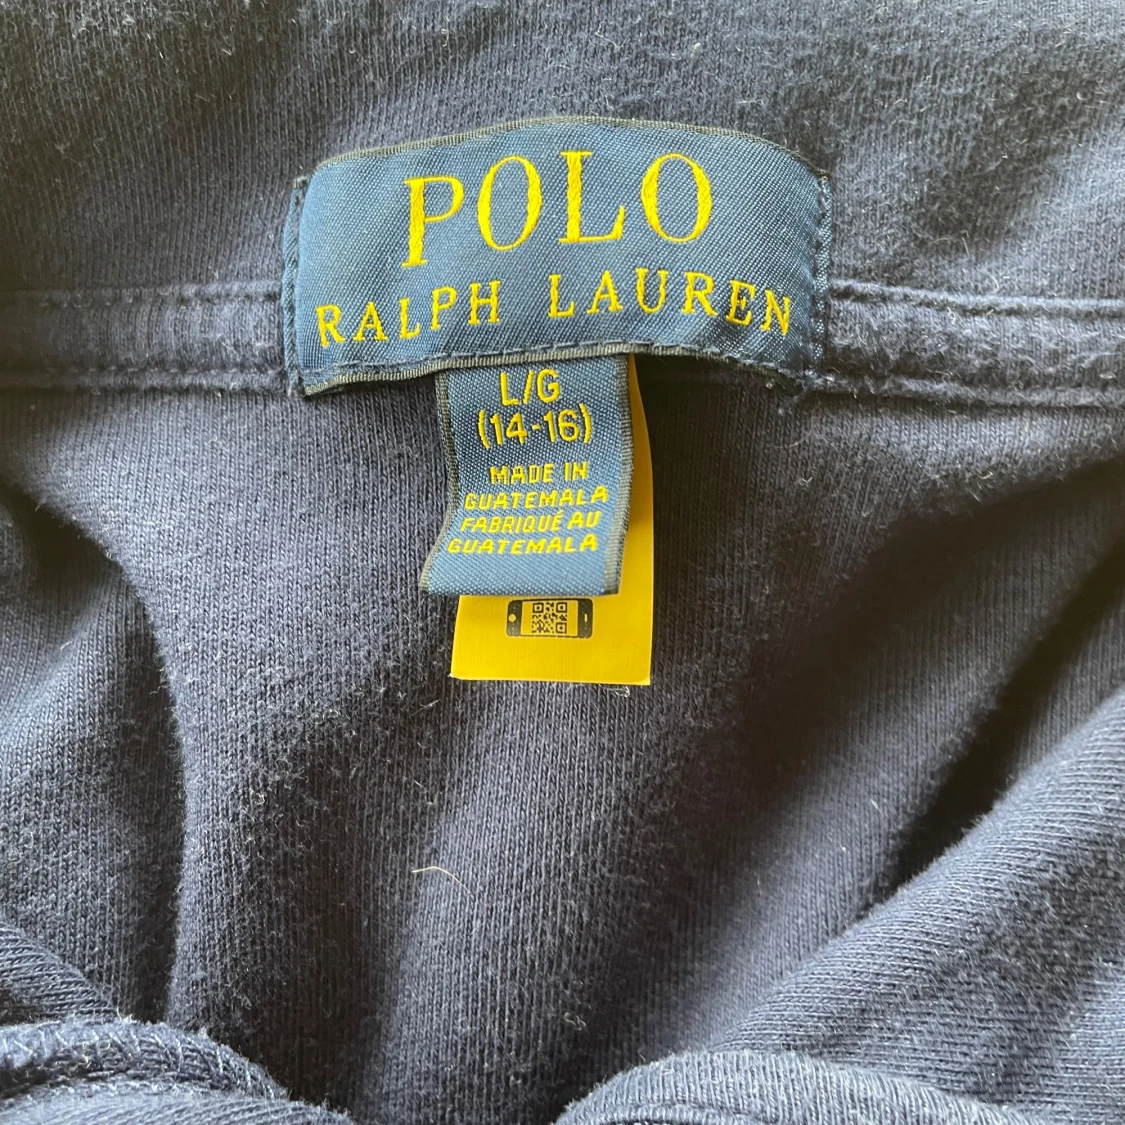 POLO
RALPH LAUREN
L/G
(14-16)
MADE IN
GUATEMALA
FABRIQUÉ AU
GUATEMALA